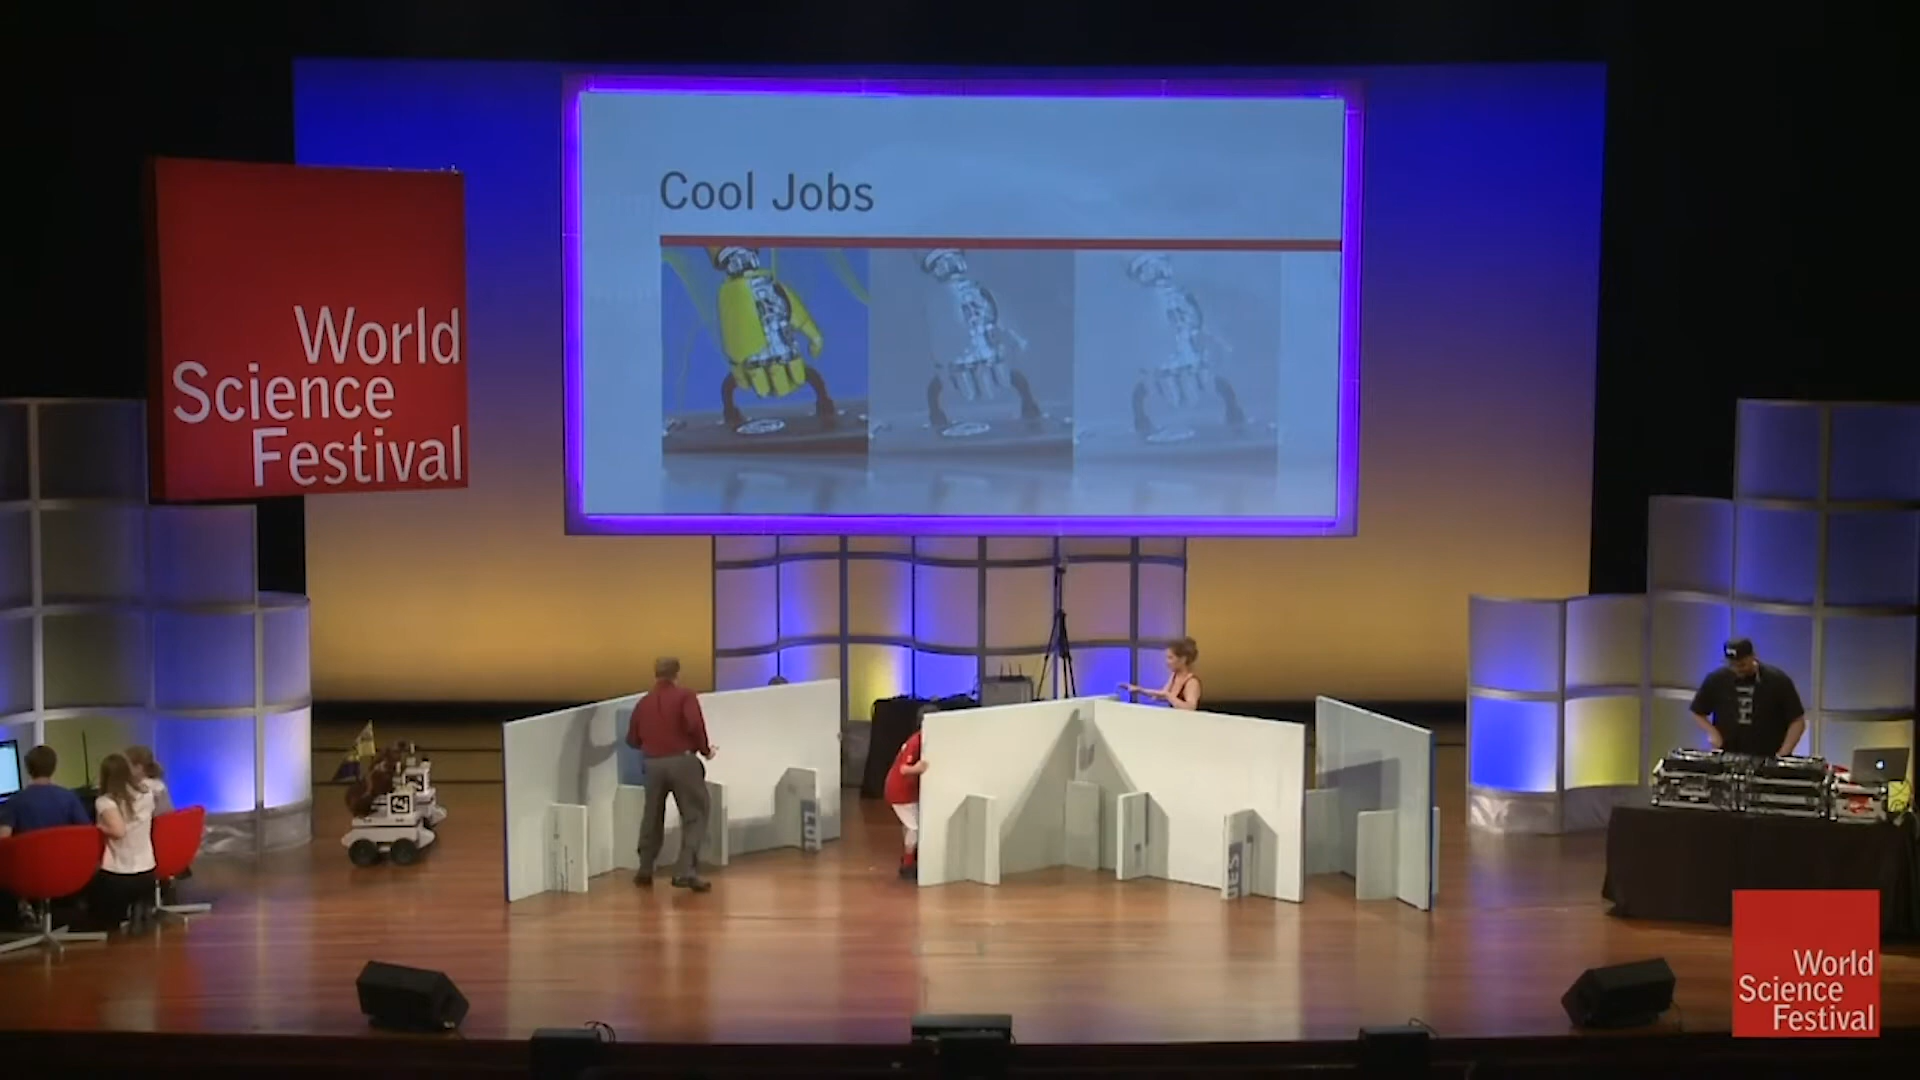 Cool Jobs
World
Science
Festival
World
Science
Festival